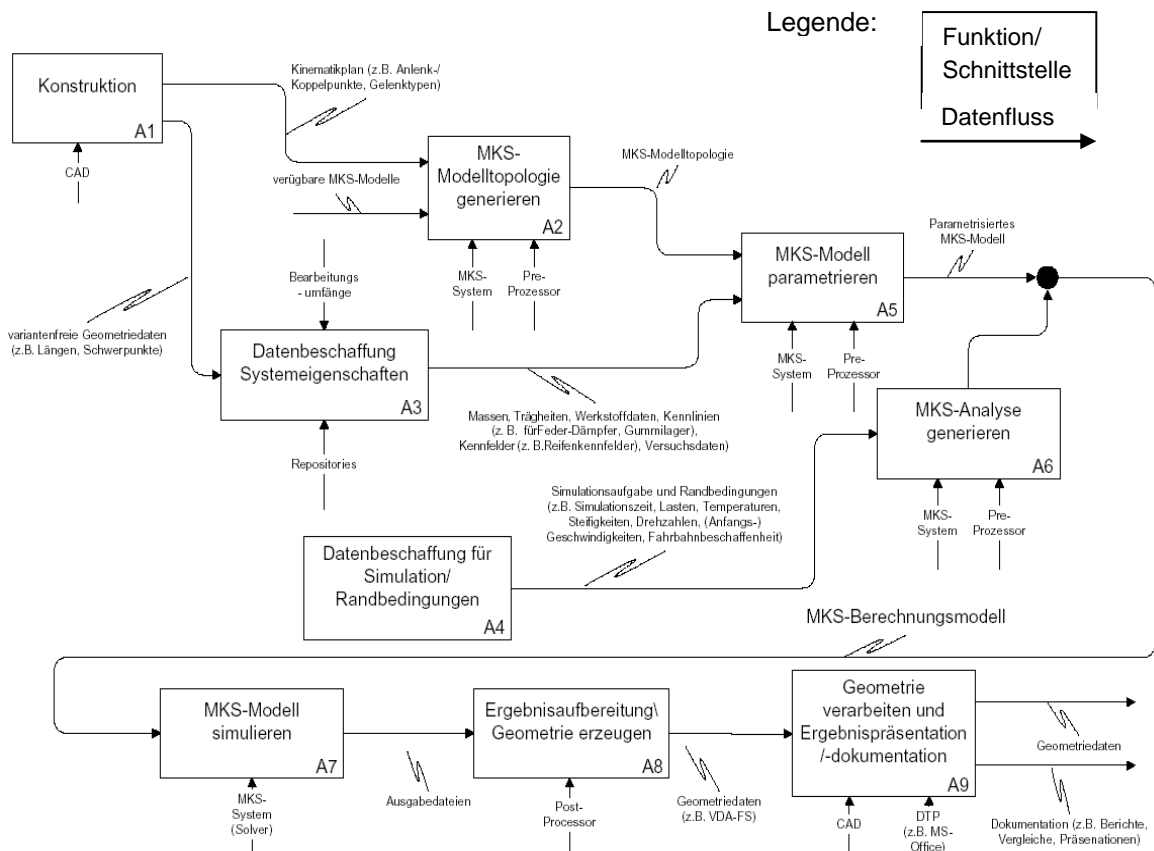 Legende:
Funktion/
Schnittstelle
Datenfluss
Konstruktion
A1
CAD
Kinematikplan (z.B. Anlenk-/
Koppelpunkte, Gelenktypen)
verügbare MKS-Modelle
MKS-
Modelltopologie
generieren
A2
MKS-
System
Pre-
Prozessor
MKS-Modelltopologie
variantenfreie Geometriedaten
(z.B. Längen, Schwerpunkte)
Bearbeitungs
-umfänge
Datenbeschaffung
Systemeigenschaften
A3
Repositories
Massen, Trägheiten, Werkstoffdaten, Kennlinien
(z. B. fürFeder-Dämpfer, Gummilager),
Kennfelder (z. B.Reifenkennfelder), Versuchsdaten)
MKS-Modell
parametrieren
A5
MKS-
System
Pre-
Prozessor
Parametrisiertes
MKS-Modell
MKS-Analyse
generieren
A6
MKS-
System
Pre-
Prozessor
Simulationsaufgabe und Randbedingungen
(z.B. Simulationszeit, Lasten, Temperaturen,
Steifigkeiten, Drehzahlen, (Anfangs-)
Geschwindigkeiten, Fahrbahnbeschaffenheit)
Datenbeschaffung für
Simulation/
Randbedingungen
A4
MKS-Berechnungsmodell
MKS-Modell
simulieren
A7
MKS-
System
(Solver)
Ausgabedateien
Ergebnisaufbereitung\
Geometrie erzeugen
A8
Post-
Processor
Geometriedaten
(z.B. VDA-FS)
Geometrie
verarbeiten und
Ergebnispräsentation
/-dokumentation
A9
CAD
DTP
(z.B. MS-
Office)
Geometriedaten
Dokumentation (z.B. Berichte,
Vergleiche, Präsenationen)